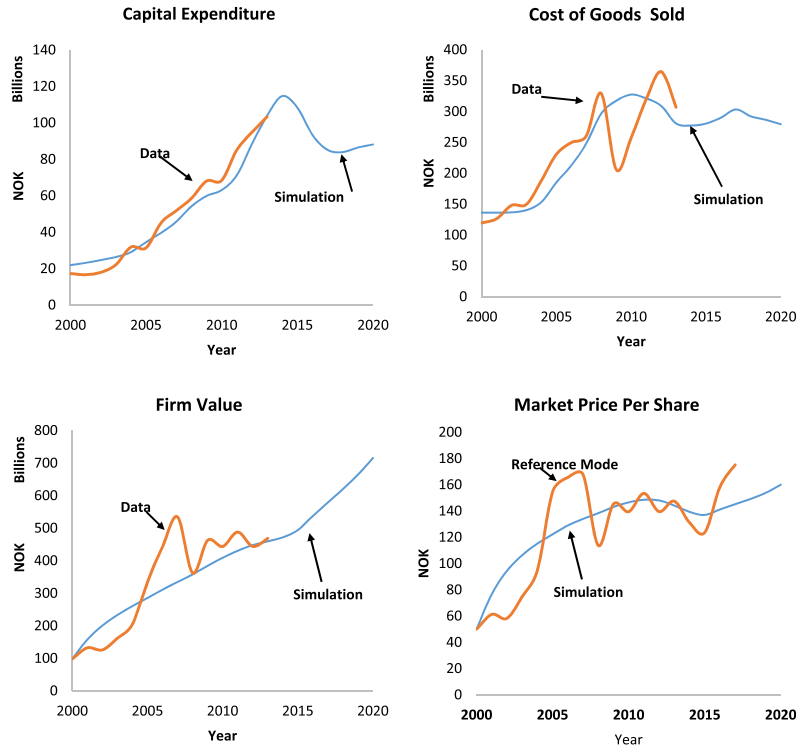 Capital Expenditure
Billions
NOK
140
120
100
80
60
40
20
0
Data
Simulation
2000 2005 2010 2015 2020
Year
Cost of Goods Sold
Billions
NOK
400
350
300
250
200
150
100
50
0
Data
Simulation
2000 2005 2010 2015 2020
Year
Firm Value
Billions
NOK
800
700
600
500
400
300
200
100
0
Data
Simulation
2000 2005 2010 2015 2020
Year
Market Price Per Share
NOK
200
180
160
140
120
100
80
60
40
20
0
Reference Mode
Simulation
2000 2005 2010 2015 2020
Year